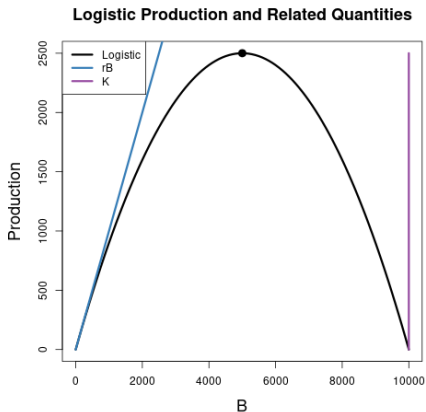 Logistic Production and Related Quantities
Logistic
rB
K
Production
2500
2000
1500
1000
500
0
0 2000 4000 6000 8000 10000
B